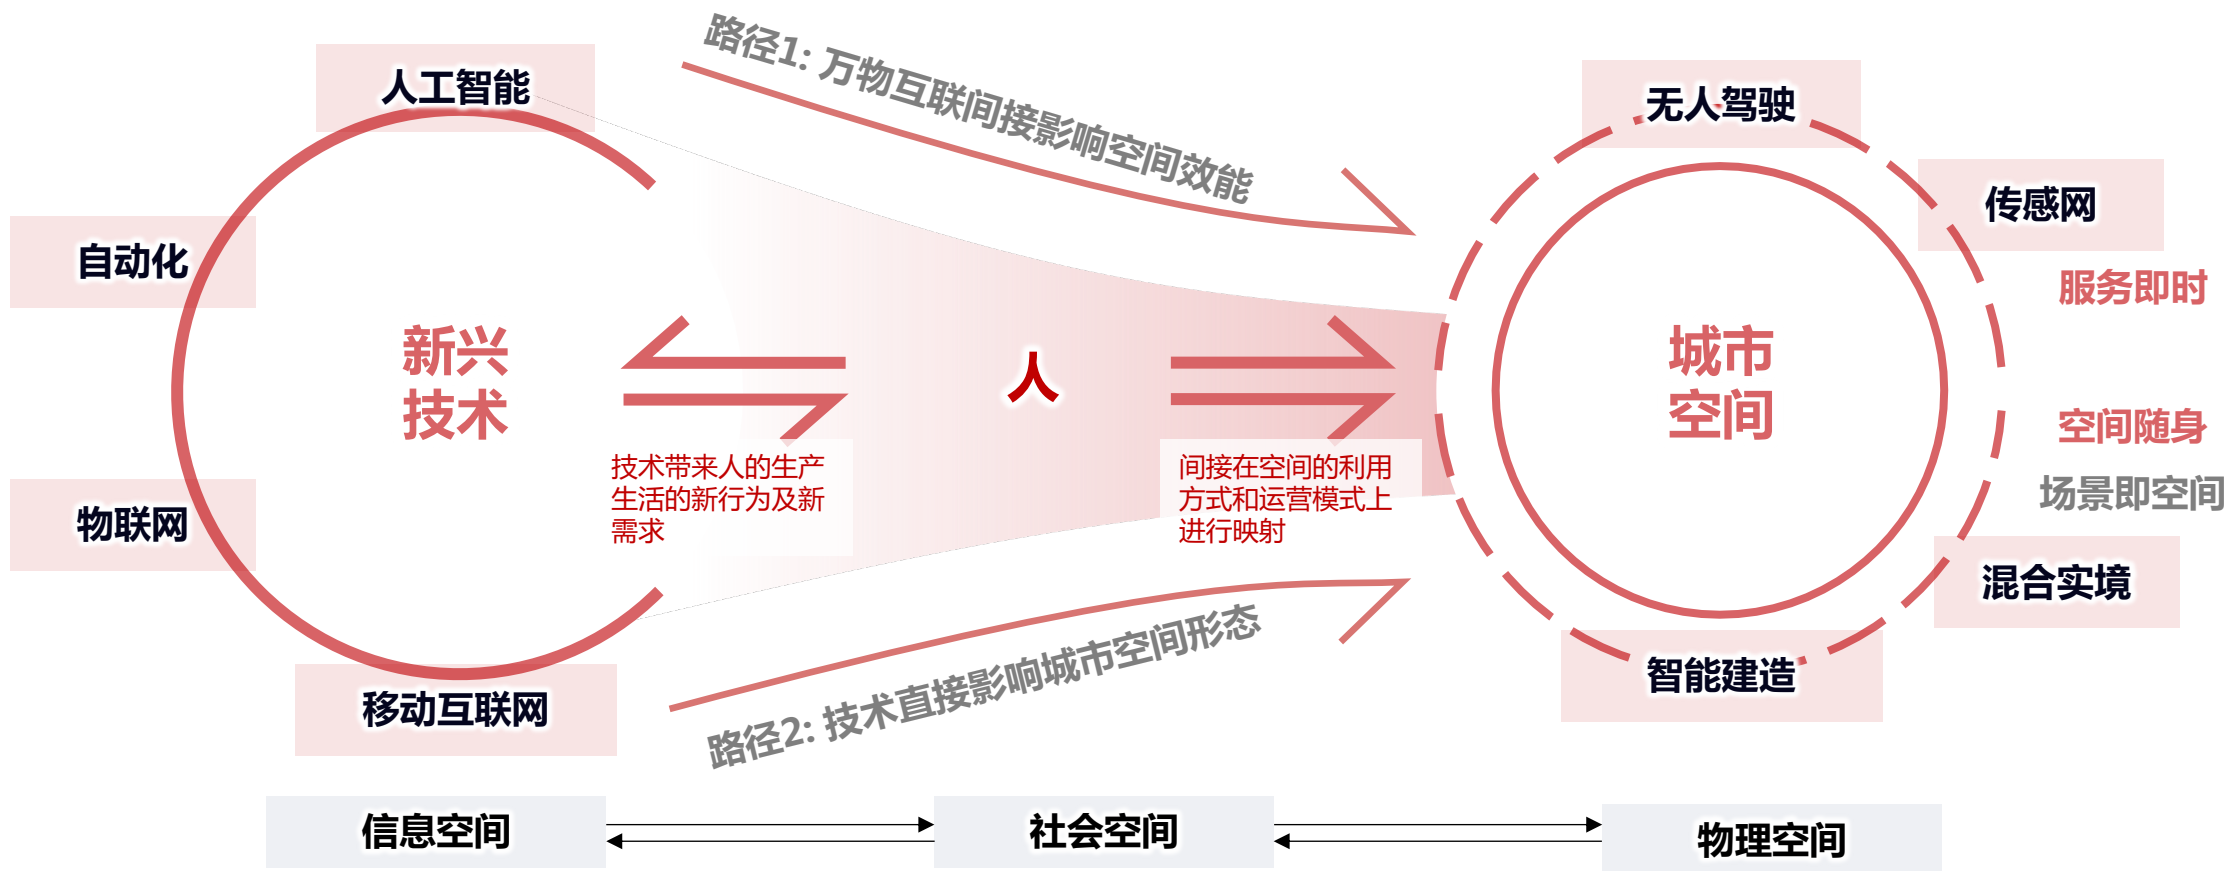 路径1: 万物互联间接影响空间效能
人工智能
无人驾驶
传感网
自动化
服务即时
新兴
技术
人
城市
空间
空间随身
技术带来人的生产
生活的新行为及新
需求
间接在空间的利用
方式和运营模式上
进行映射
场景即空间
物联网
混合实境
移动互联网
智能建造
路径2: 技术直接影响城市空间形态
信息空间
社会空间
物理空间